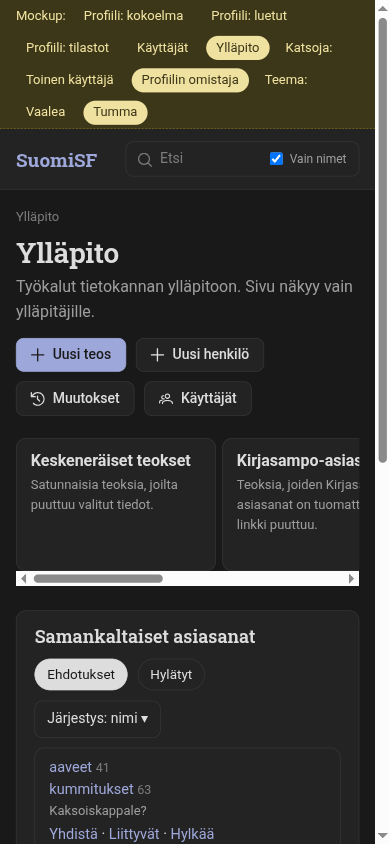 Mockup: Profiili: kokoelma Profiili: luetut
Profiili: tilastot Käyttäjät Ylläpito Katsoja:
Toinen käyttäjä Profiilin omistaja Teema:
Vaalea Tumma
SuomiSF Etsi Vain nimet
Ylläpito
Ylläpito
Työkalut tietokannan ylläpitoon. Sivu näkyy vain
ylläpitäjille.
Uusi teos Uusi henkilö
Muutokset Käyttäjät
Keskeneräiset teokset
Satunnaisia teoksia, joilta
puuttuu valitut tiedot.
Kirjasampo-asias
Teoksia, joiden Kirjas
asiasanat on tuomatt
linkki puuttuu.
Samankaltaiset asiasanat
Ehdotukset Hylätyt
Järjestys: nimi ▾
aaveet 41
kummitukset 63
Kaksoiskappale?
Yhdistä · Liittyvät · Hylkää